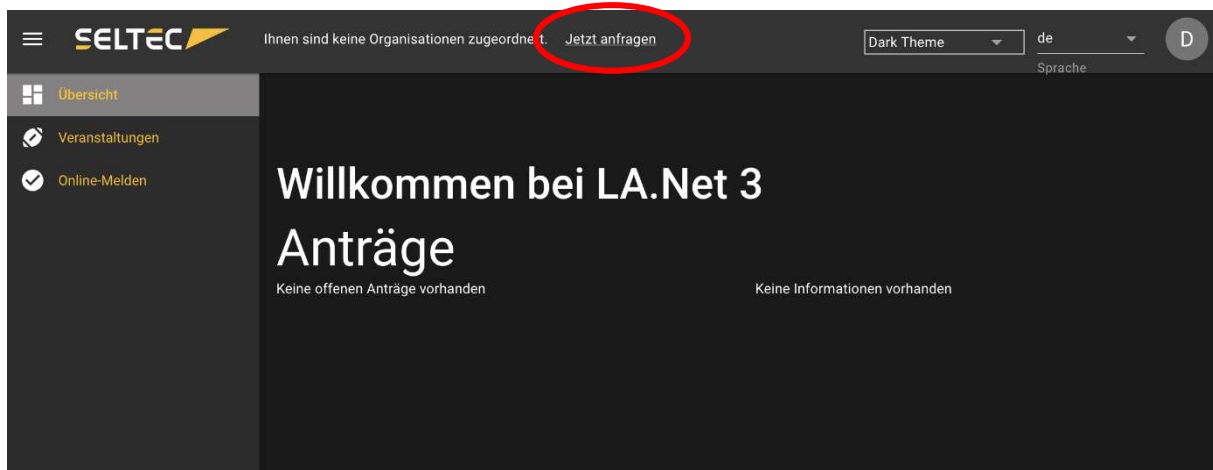 SELTEC
Ihnen sind keine Organisationen zugeordnet. Jetzt anfragen
Dark Theme
de
Sprache
D
Übersicht
Veranstaltungen
Online-Melden
Willkommen bei LA.Net 3
Anträge
Keine offenen Anträge vorhanden
Keine Informationen vorhanden